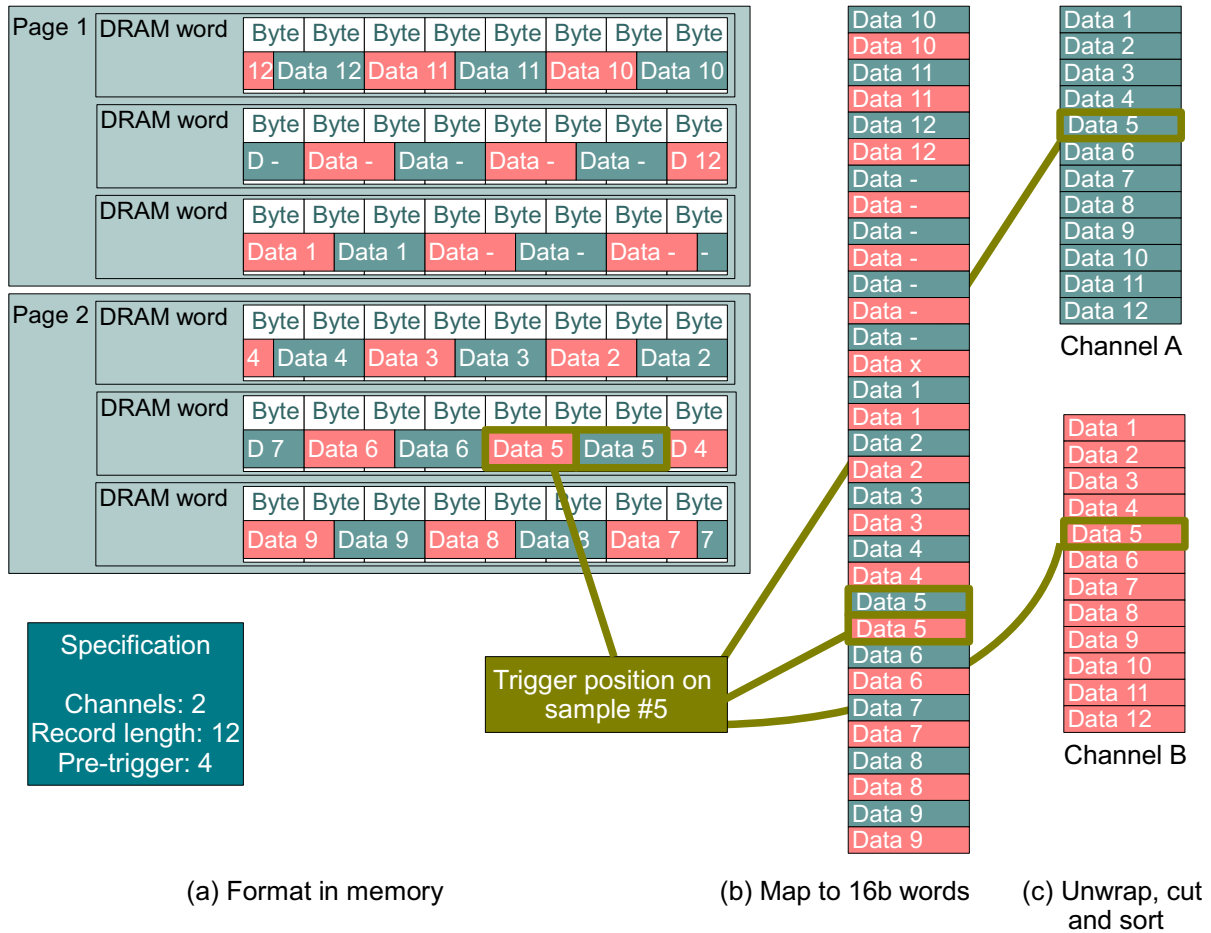 Page 1
DRAM word
Byte Byte Byte Byte Byte Byte Byte Byte
12 Data 12 Data 11 Data 11 Data 10 Data 10
DRAM word
Byte Byte Byte Byte Byte Byte Byte Byte
D - Data - Data - Data - Data - D 12
DRAM word
Byte Byte Byte Byte Byte Byte Byte Byte
Data 1 Data 1 Data - Data - Data - -
Page 2
DRAM word
Byte Byte Byte Byte Byte Byte Byte Byte
4 Data 4 Data 3 Data 3 Data 2 Data 2
DRAM word
Byte Byte Byte Byte Byte Byte Byte Byte
D 7 Data 6 Data 6 Data 5 Data 5 D 4
DRAM word
Byte Byte Byte Byte Byte Byte Byte Byte
Data 9 Data 9 Data 8 Data 8 Data 7 7
Specification
Channels: 2
Record length: 12
Pre-trigger: 4
Trigger position on
sample #5
(a) Format in memory
Data 10
Data 10
Data 11
Data 11
Data 12
Data 12
Data -
Data -
Data -
Data -
Data -
Data -
Data -
Data x
Data 1
Data 1
Data 2
Data 2
Data 3
Data 3
Data 4
Data 4
Data 5
Data 5
Data 6
Data 6
Data 7
Data 7
Data 8
Data 8
Data 9
Data 9
(b) Map to 16b words
Data 1
Data 2
Data 3
Data 4
Data 5
Data 6
Data 7
Data 8
Data 9
Data 10
Data 11
Data 12
Channel A
Data 1
Data 2
Data 3
Data 4
Data 5
Data 6
Data 7
Data 8
Data 9
Data 10
Data 11
Data 12
Channel B
(c) Unwrap, cut
and sort